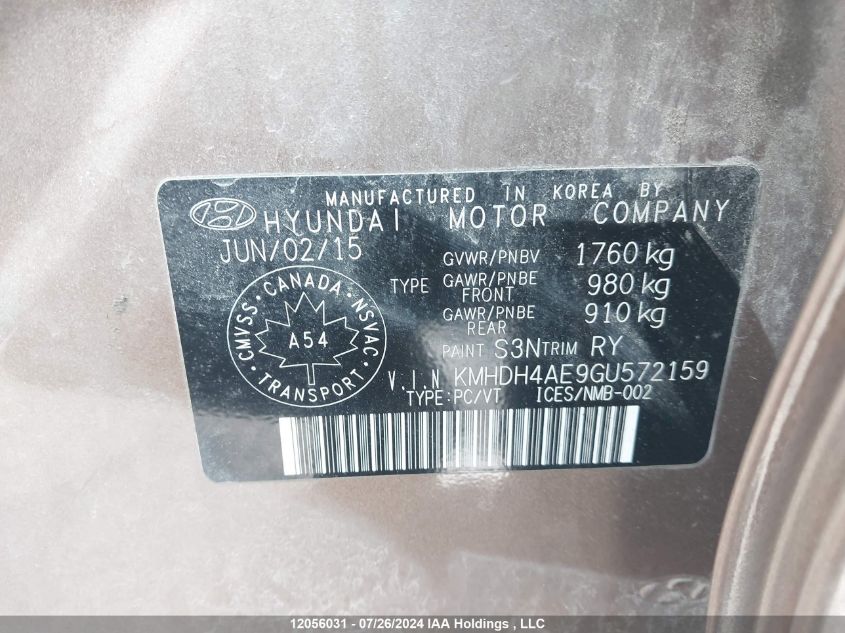 MANUFACTURED IN KOREA BY
HYUNDAI MOTOR COMPANY
JUN/02/15
GVWR/PNBV 1760 kg
TYPE GAWR/PNBE FRONT 980 kg
GAWR/PNBE REAR 910 kg
PAINT S3N TRIM RY
CMVSS • CANADA • NSVAC • TRANSPORT •
A54
V.I.N KMHDH4AE9GU572159
TYPE:PC/VT ICES/NMB-002
12056031 - 07/26/2024 IAA Holdings , LLC